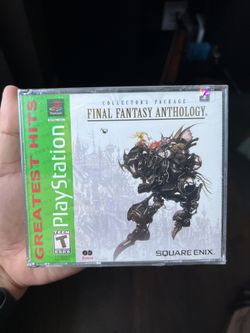 COLLECTOR'S PACKAGE
FINAL FANTASY ANTHOLOGY
GREATEST HITS
PlayStation
TEEN
T
SQUARE ENIX